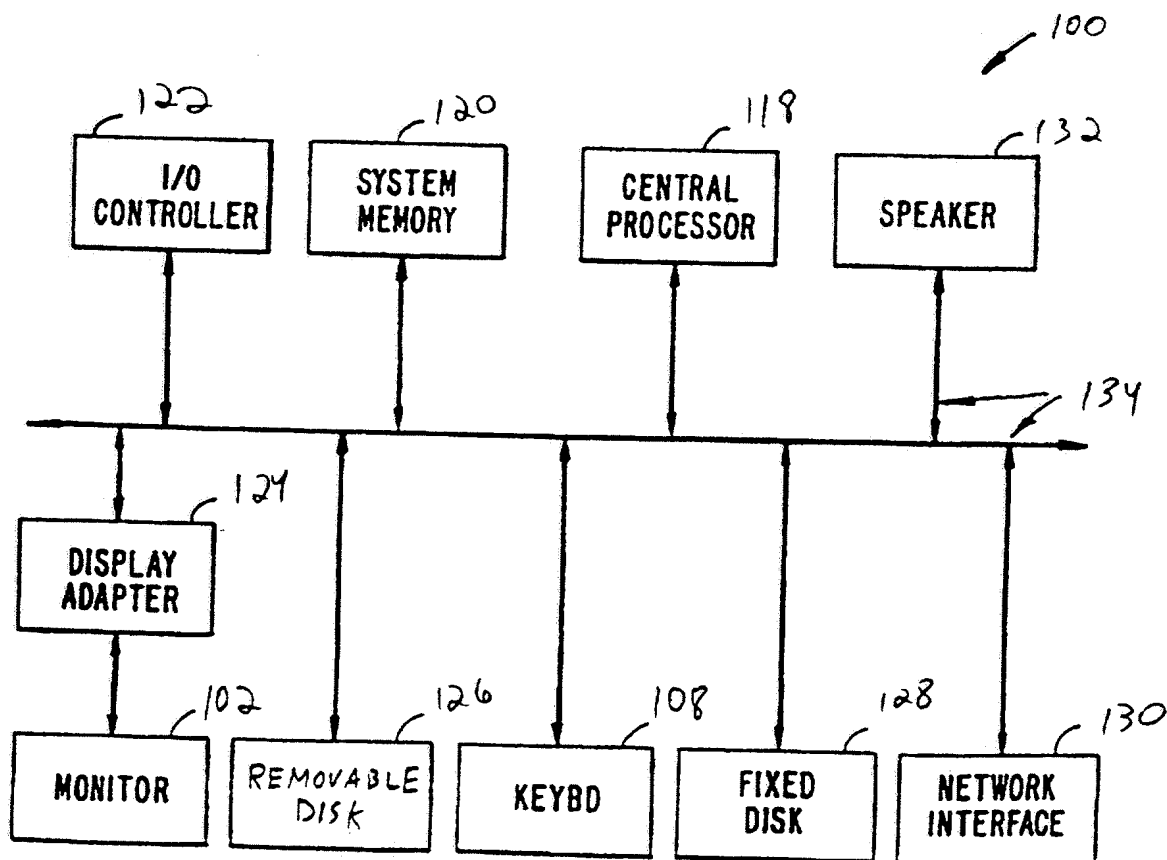 100
122
120
118
132
I/O
CONTROLLER
SYSTEM
MEMORY
CENTRAL
PROCESSOR
SPEAKER
134
124
DISPLAY
ADAPTER
102
126
108
128
130
MONITOR
REMOVABLE
DISK
KEYBD
FIXED
DISK
NETWORK
INTERFACE